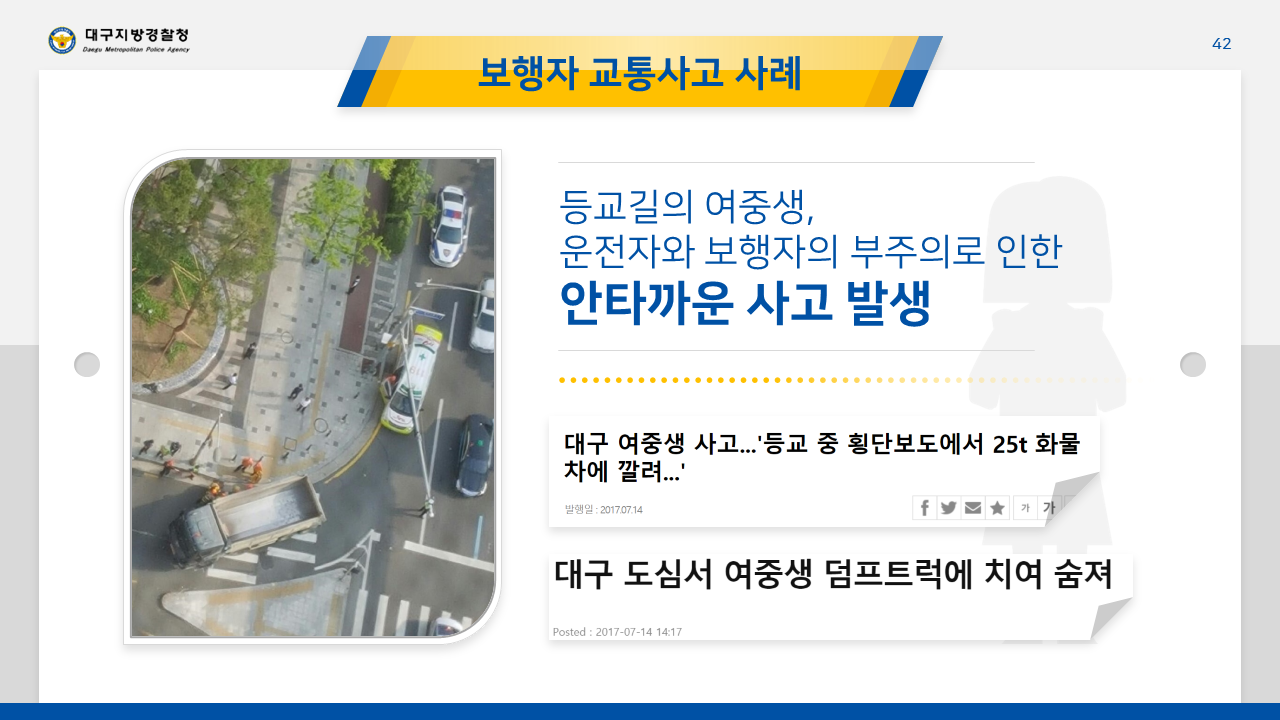 대구지방경찰청
Daegu Metropolitan Police Agency
42
보행자 교통사고 사례
등교길의 여중생,
운전자와 보행자의 부주의로 인한
안타까운 사고 발생
대구 여중생 사고...'등교 중 횡단보도에서 25t 화물
차에 깔려...'
발행일 : 2017.07.14
가 가
대구 도심서 여중생 덤프트럭에 치여 숨져
Posted : 2017-07-14 14:17